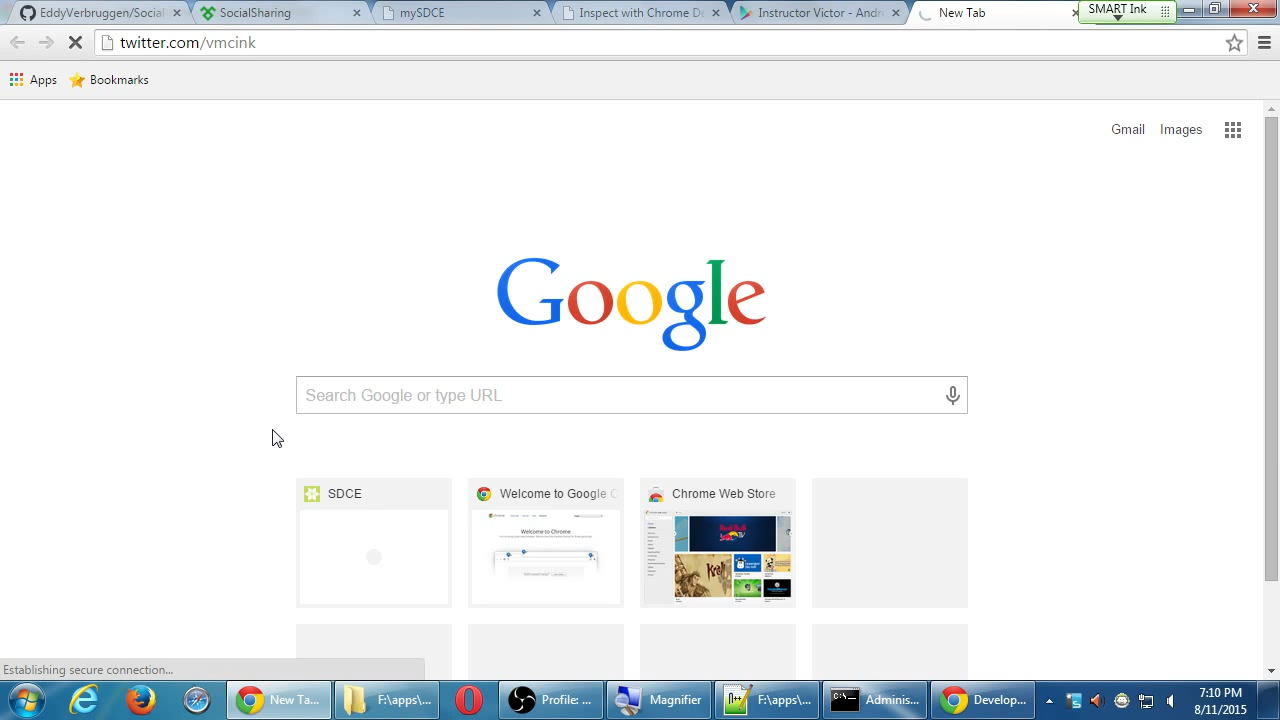 EddyVerbruggen/Social
SocialSharing
mySDCE
Inspect with Chrome De
Instructor Victor - Andr
New Tab
SMART Ink
twitter.com/vmcink
Apps
Bookmarks
Gmail
Images
Google
Search Google or type URL
SDCE
Welcome to Google C
Chrome Web Store
Welcome to Chrome
Establishing secure connection...
New Ta...
F:\apps\...
Profile: ...
Magnifier
F:\apps\...
Adminis...
Develop...
7:10 PM
8/11/2015